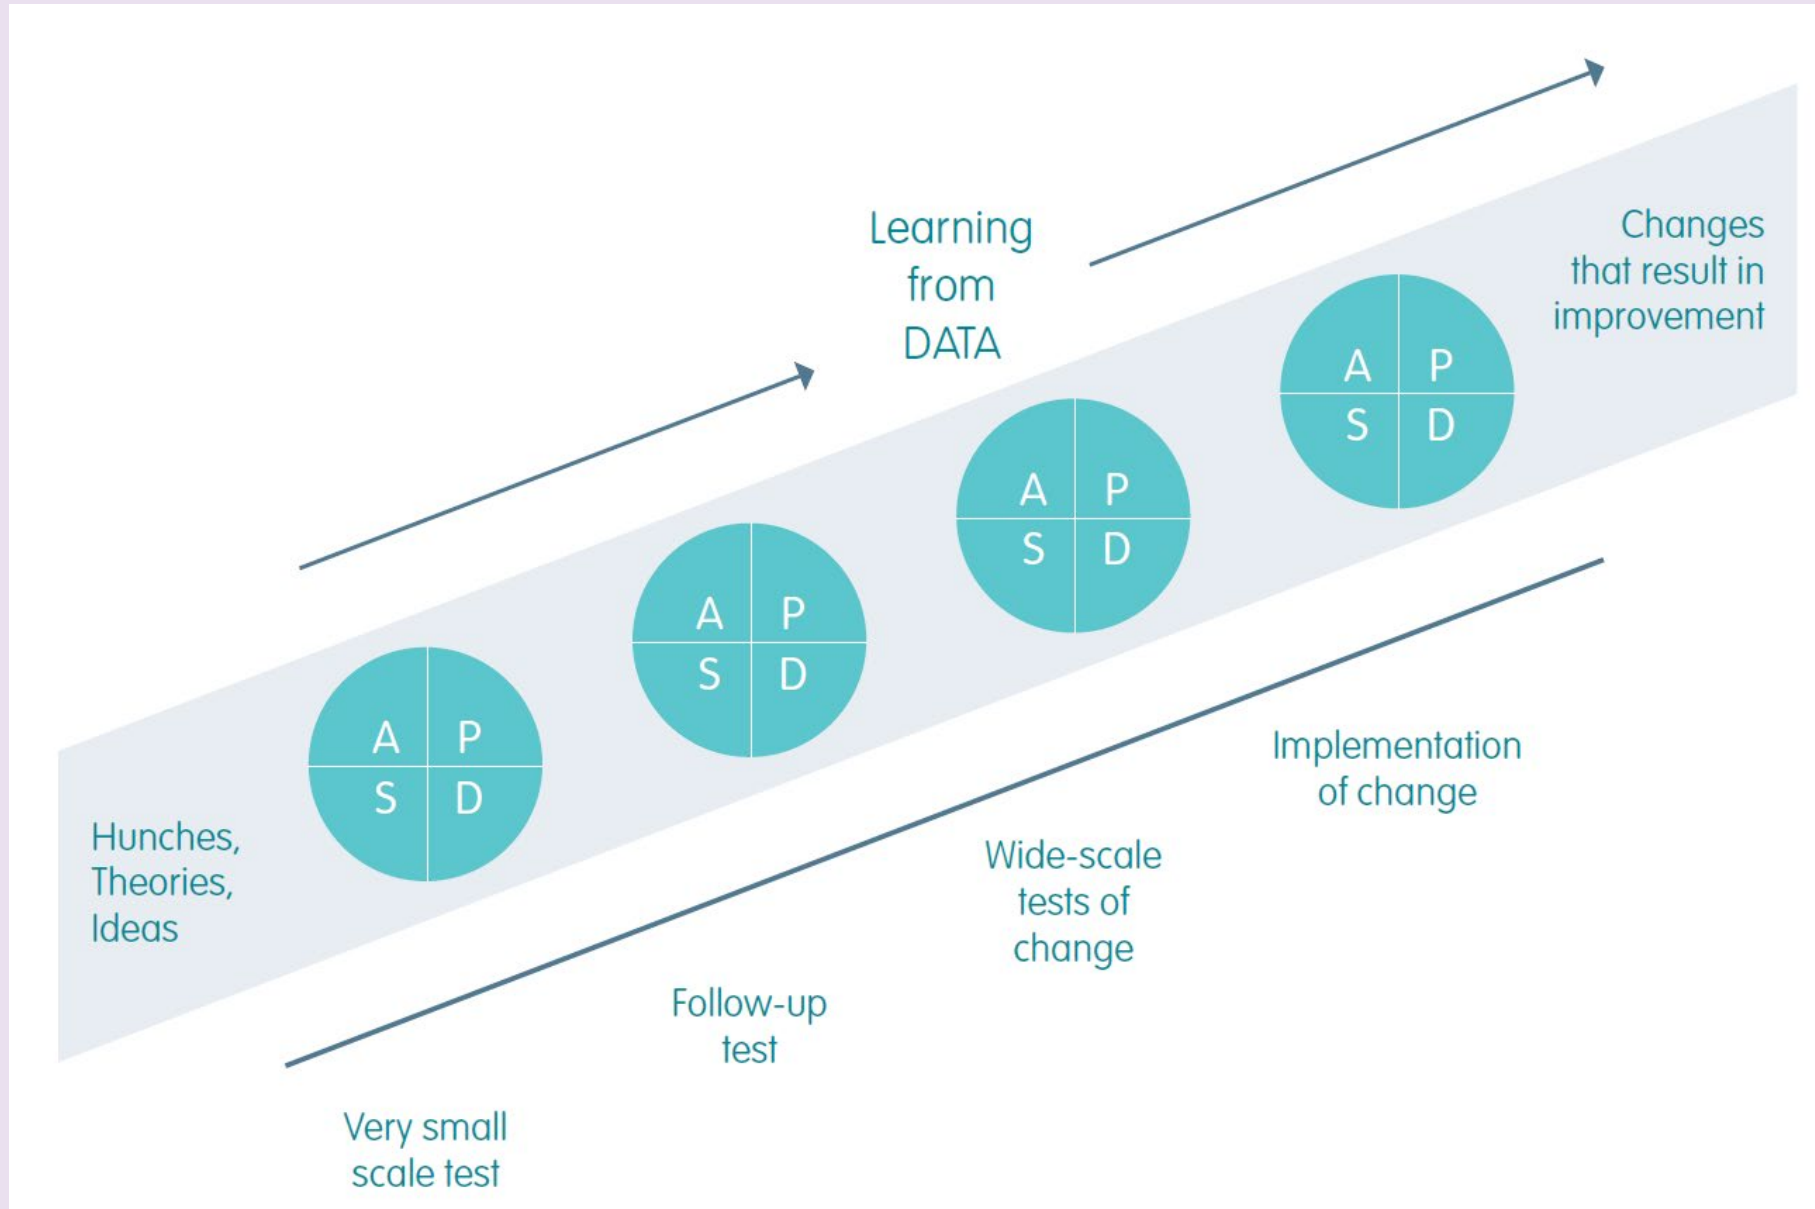 Learning
from
DATA
Changes
that result in
improvement
A P
S D
A P
S D
A P
S D
A P
S D
Hunches,
Theories,
Ideas
Very small
scale test
Follow-up
test
Wide-scale
tests of
change
Implementation
of change